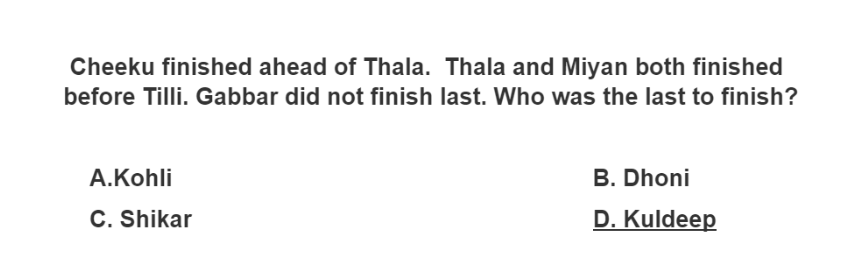 Cheeku finished ahead of Thala. Thala and Miyan both finished
before Tilli. Gabbar did not finish last. Who was the last to finish?
A.Kohli B. Dhoni
C. Shikar D. Kuldeep